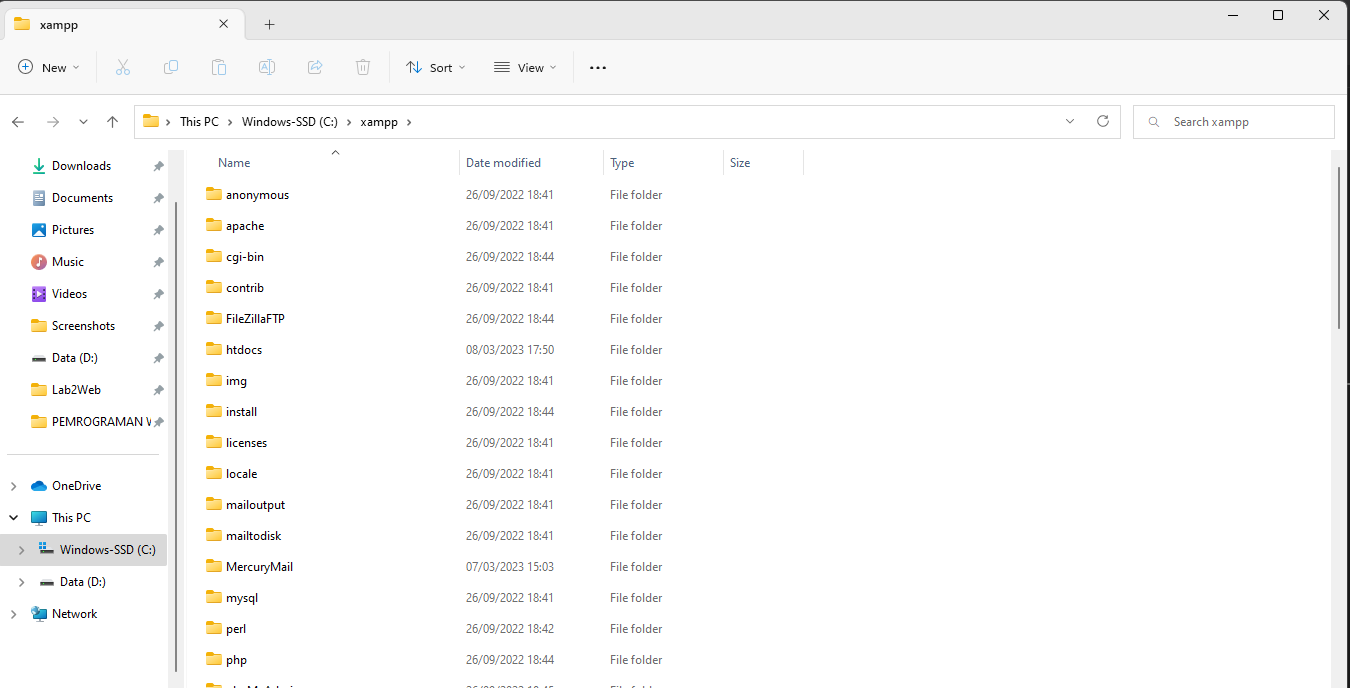 xampp
New Sort View
This PC Windows-SSD (C:) xampp Search xampp
Downloads
Documents
Pictures
Music
Videos
Screenshots
Data (D:)
Lab2Web
PEMROGRAMAN
OneDrive
This PC
Windows-SSD (C:)
Data (D:)
Network
Name Date modified Type Size
anonymous 26/09/2022 18:41 File folder
apache 26/09/2022 18:41 File folder
cgi-bin 26/09/2022 18:44 File folder
contrib 26/09/2022 18:41 File folder
FileZillaFTP 26/09/2022 18:44 File folder
htdocs 08/03/2023 17:50 File folder
img 26/09/2022 18:41 File folder
install 26/09/2022 18:44 File folder
licenses 26/09/2022 18:41 File folder
locale 26/09/2022 18:41 File folder
mailoutput 26/09/2022 18:41 File folder
mailtodisk 26/09/2022 18:41 File folder
MercuryMail 07/03/2023 15:03 File folder
mysql 26/09/2022 18:41 File folder
perl 26/09/2022 18:42 File folder
php 26/09/2022 18:44 File folder